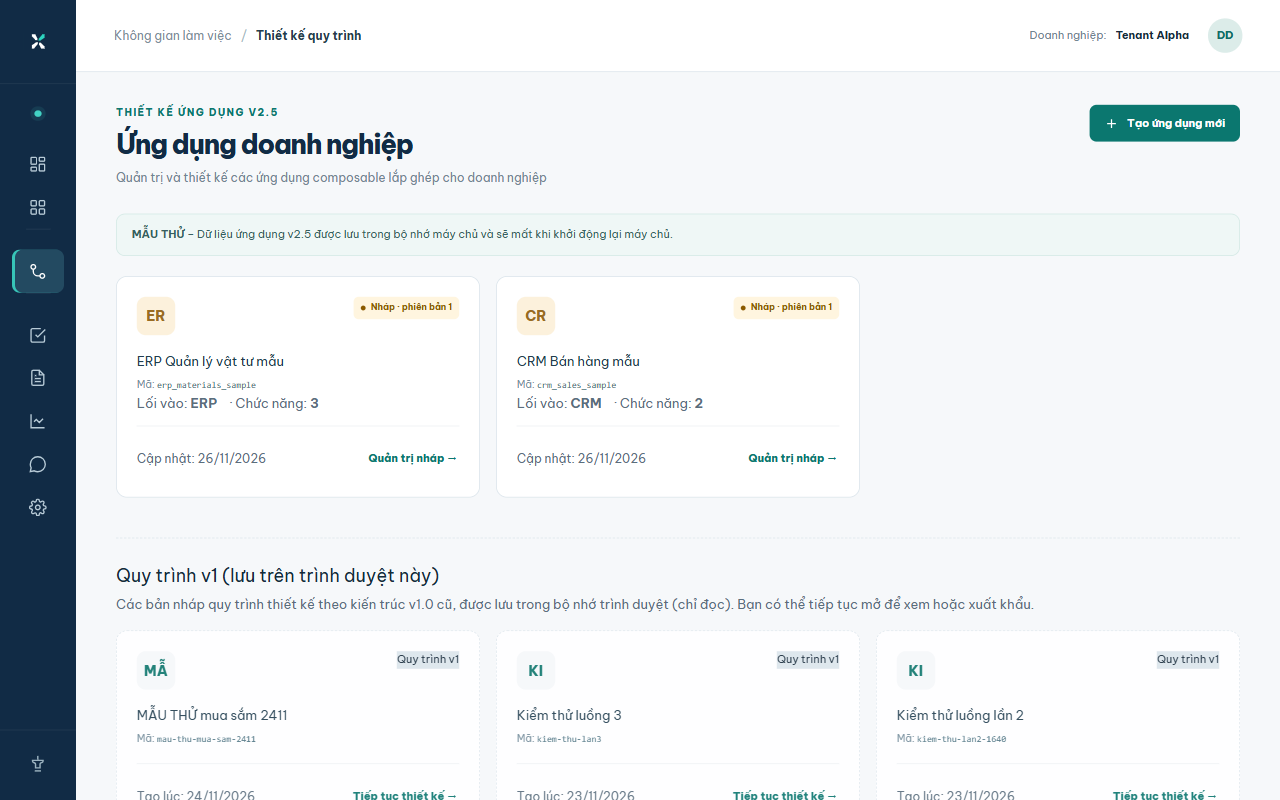 Không gian làm việc / Thiết kế quy trình
Doanh nghiệp: Tenant Alpha DD
THIẾT KẾ ỨNG DỤNG V2.5
Ứng dụng doanh nghiệp
Quản trị và thiết kế các ứng dụng composable lắp ghép cho doanh nghiệp
+ Tạo ứng dụng mới
MẪU THỬ – Dữ liệu ứng dụng v2.5 được lưu trong bộ nhớ máy chủ và sẽ mất khi khởi động lại máy chủ.
ER
Nháp · phiên bản 1
ERP Quản lý vật tư mẫu
Mã: erp_materials_sample
Lối vào: ERP · Chức năng: 3
Cập nhật: 26/11/2026
Quản trị nháp →
CR
Nháp · phiên bản 1
CRM Bán hàng mẫu
Mã: crm_sales_sample
Lối vào: CRM · Chức năng: 2
Cập nhật: 26/11/2026
Quản trị nháp →
Quy trình v1 (lưu trên trình duyệt này)
Các bản nháp quy trình thiết kế theo kiến trúc v1.0 cũ, được lưu trong bộ nhớ trình duyệt (chỉ đọc). Bạn có thể tiếp tục mở để xem hoặc xuất khẩu.
MẪ
Quy trình v1
MẪU THỬ mua sắm 2411
Mã: mau-thu-mua-sam-2411
Tạo lúc: 24/11/2026
Tiếp tục thiết kế →
KI
Quy trình v1
Kiểm thử luồng 3
Mã: kiem-thu-lan3
Tạo lúc: 23/11/2026
Tiếp tục thiết kế →
KI
Quy trình v1
Kiểm thử luồng lần 2
Mã: kiem-thu-lan2-1640
Tạo lúc: 23/11/2026
Tiếp tục thiết kế →